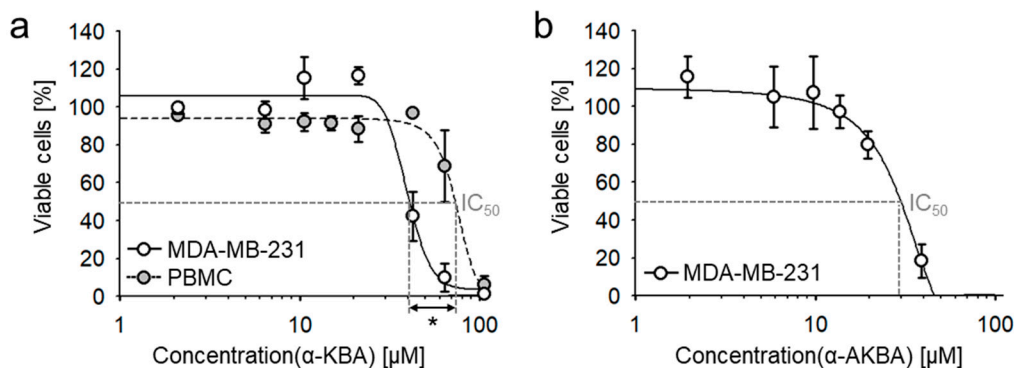 a
140
120
100
80
60
40
20
0
Viable cells [%]
IC50
MDA-MB-231
PBMC
*
1
10
100
Concentration(α-KBA) [µM]
b
140
120
100
80
60
40
20
0
Viable cells [%]
IC50
MDA-MB-231
1
10
100
Concentration(α-AKBA) [µM]